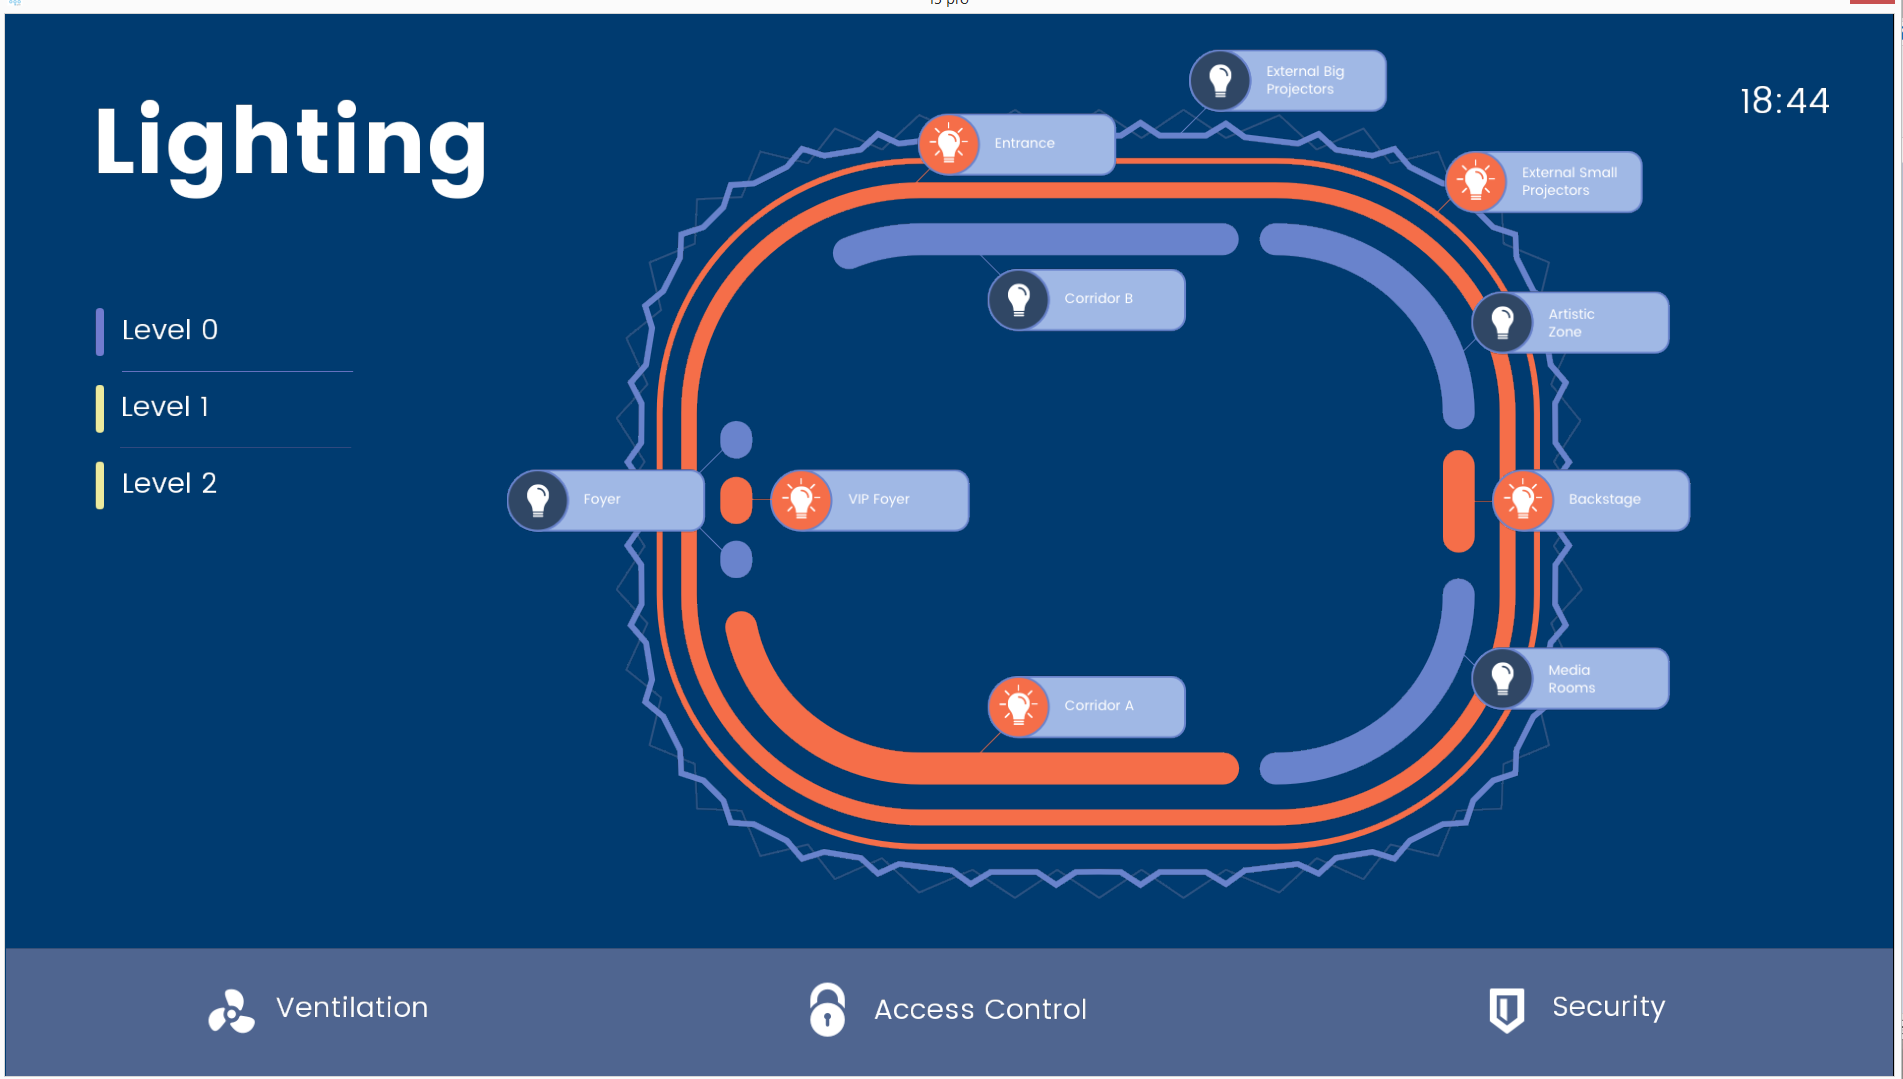 Lighting
18:44
External Big
Projectors
Entrance
External Small
Projectors
Corridor B
Artistic
Zone
Level 0
Level 1
Level 2
Foyer
VIP Foyer
Backstage
Media
Rooms
Corridor A
Ventilation
Access Control
Security